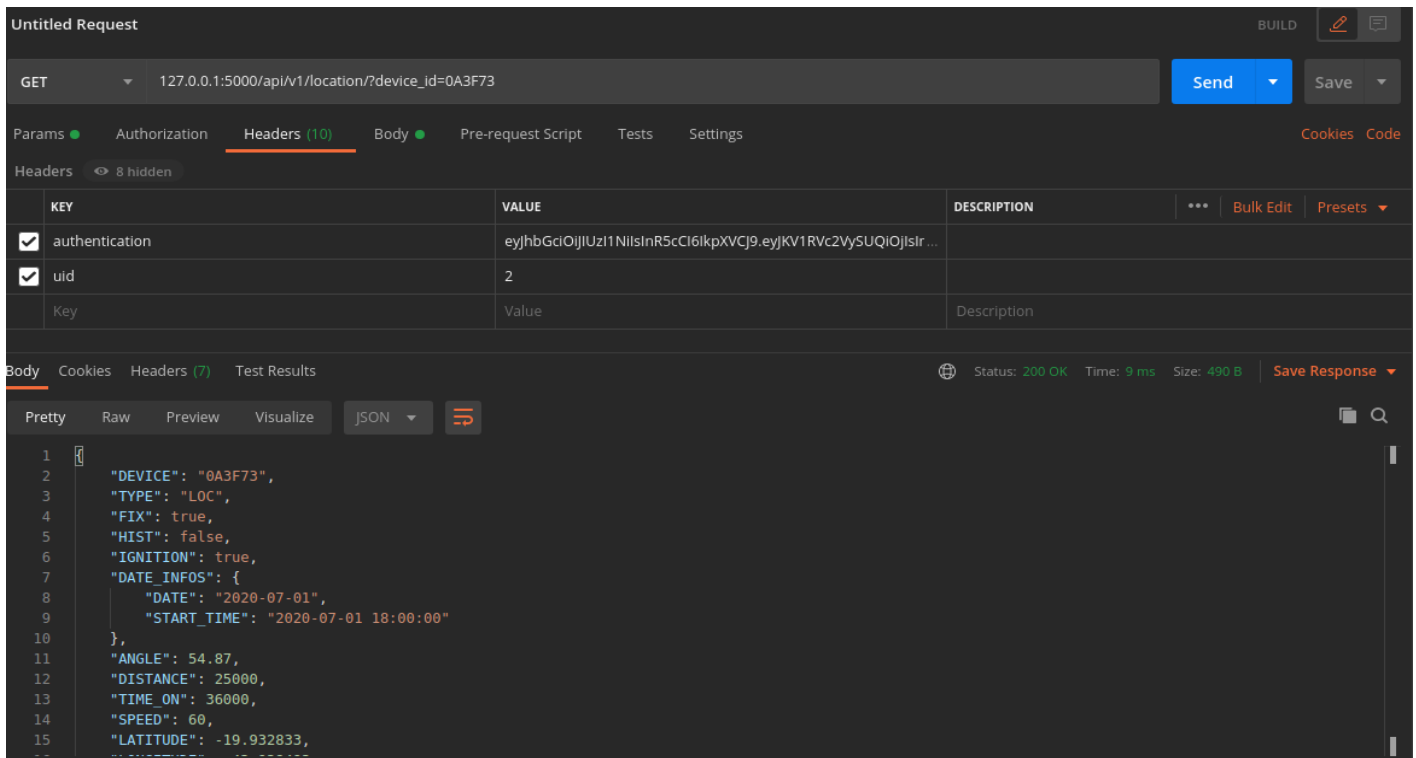 Untitled Request BUILD
GET 127.0.0.1:5000/api/v1/location/?device_id=0A3F73 Send Save
Params Authorization Headers (10) Body Pre-request Script Tests Settings Cookies Code
Headers 8 hidden
KEY VALUE DESCRIPTION ••• Bulk Edit Presets
authentication eyJhbGciOiJIUzI1NiIsInR5cCI6IkpXVCJ9.eyJKV1RVc2VySUQiOjIsIr...
uid 2
Key Value Description
Body Cookies Headers (7) Test Results Status: 200 OK Time: 9 ms Size: 490 B Save Response
Pretty Raw Preview Visualize JSON
1 {
2 "DEVICE": "0A3F73",
3 "TYPE": "LOC",
4 "FIX": true,
5 "HIST": false,
6 "IGNITION": true,
7 "DATE_INFOS": {
8 "DATE": "2020-07-01",
9 "START_TIME": "2020-07-01 18:00:00"
10 },
11 "ANGLE": 54.87,
12 "DISTANCE": 25000,
13 "TIME_ON": 36000,
14 "SPEED": 60,
15 "LATITUDE": -19.932833,